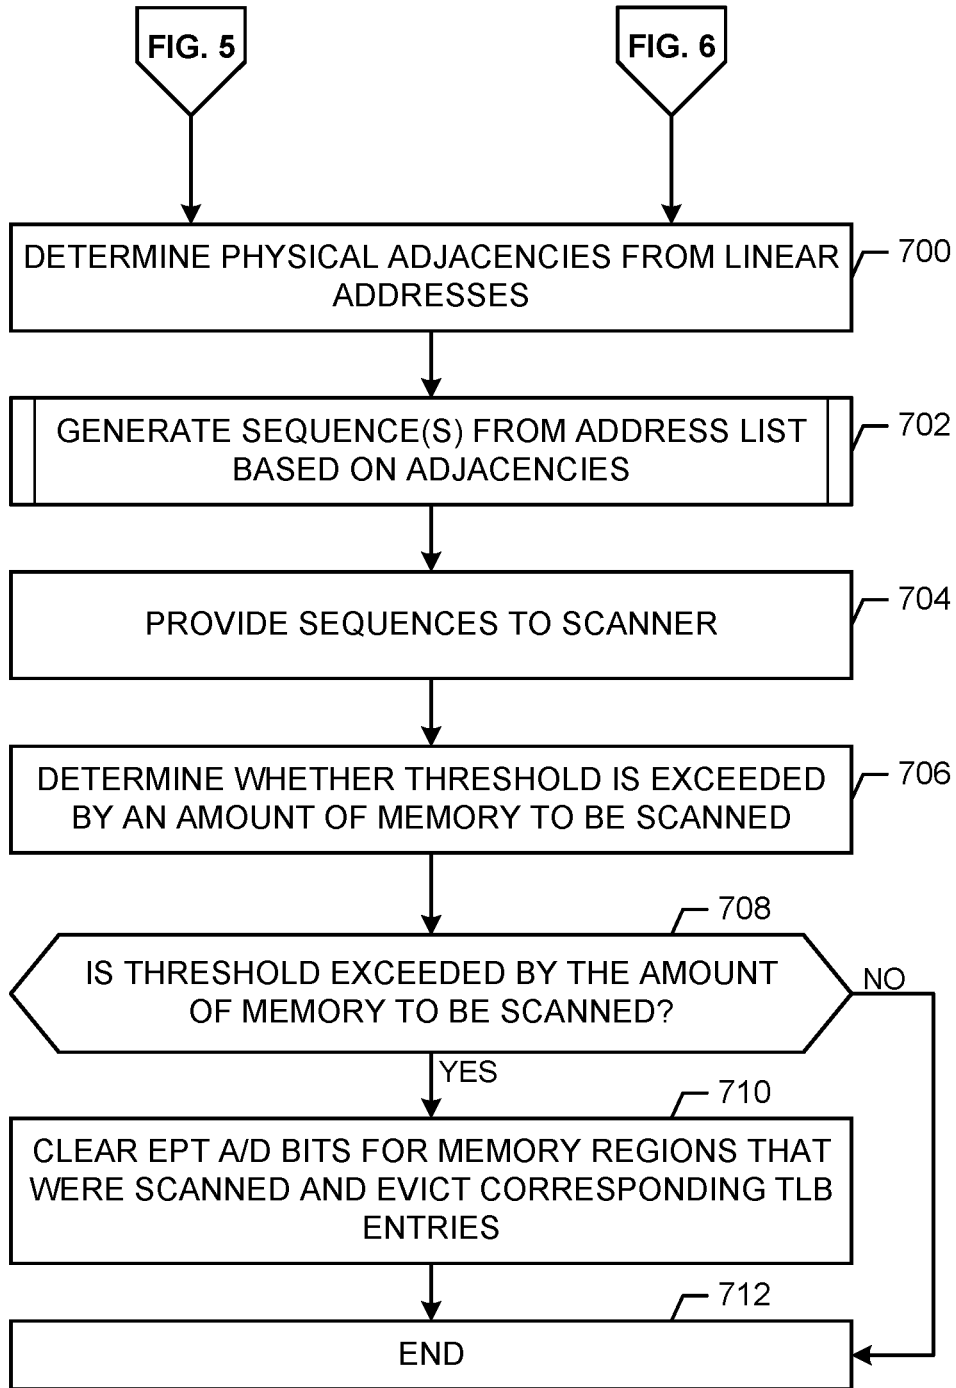 FIG. 5
FIG. 6
DETERMINE PHYSICAL ADJACENCIES FROM LINEAR
ADDRESSES
700
GENERATE SEQUENCE(S) FROM ADDRESS LIST
BASED ON ADJACENCIES
702
PROVIDE SEQUENCES TO SCANNER
704
DETERMINE WHETHER THRESHOLD IS EXCEEDED
BY AN AMOUNT OF MEMORY TO BE SCANNED
706
708
IS THRESHOLD EXCEEDED BY THE AMOUNT
OF MEMORY TO BE SCANNED?
NO
YES
710
CLEAR EPT A/D BITS FOR MEMORY REGIONS THAT
WERE SCANNED AND EVICT CORRESPONDING TLB
ENTRIES
712
END